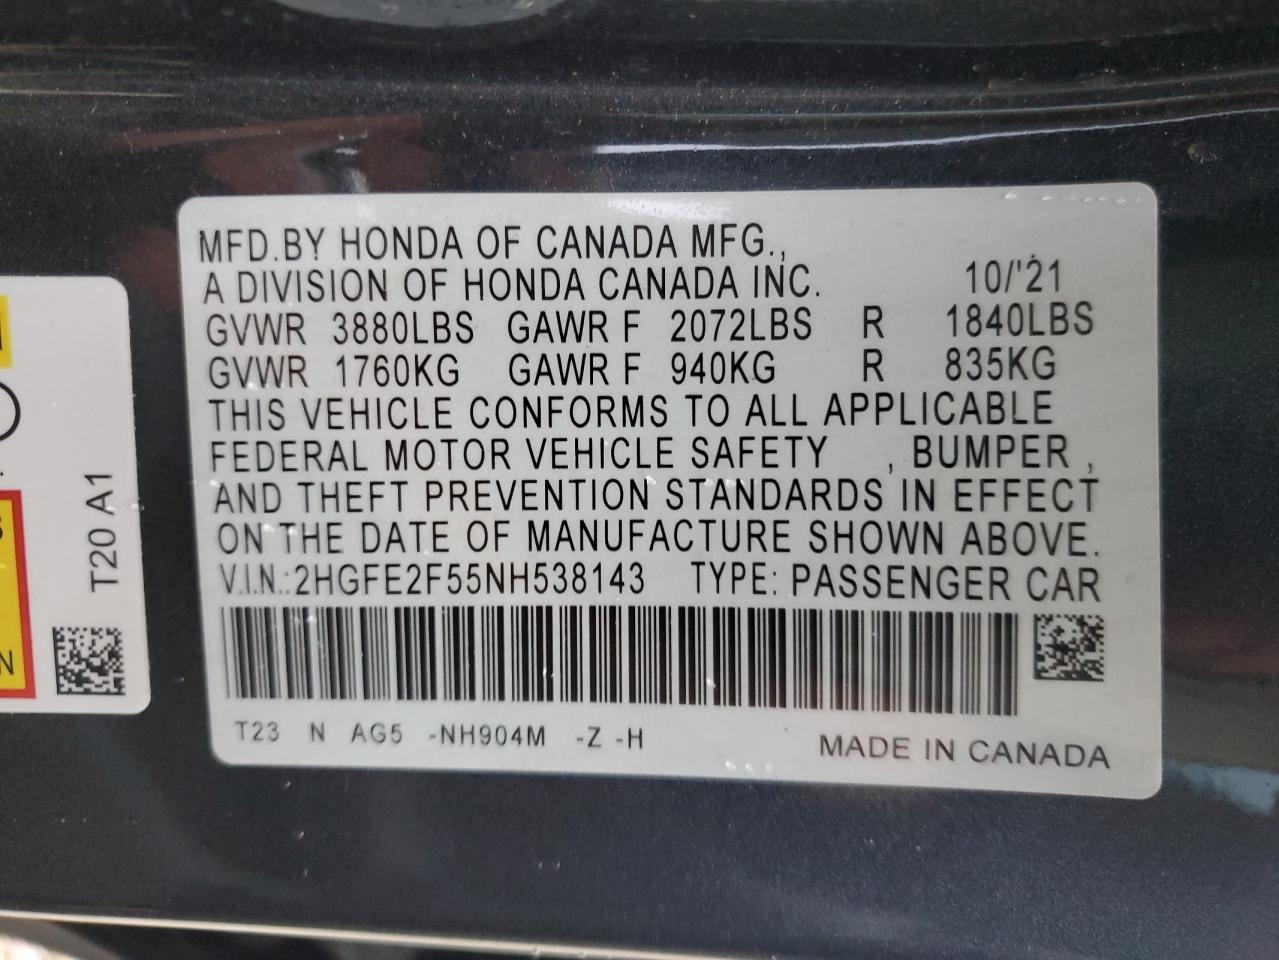 MFD.BY HONDA OF CANADA MFG.,
A DIVISION OF HONDA CANADA INC. 10/'21
GVWR 3880LBS GAWR F 2072LBS R 1840LBS
GVWR 1760KG GAWR F 940KG R 835KG
THIS VEHICLE CONFORMS TO ALL APPLICABLE
FEDERAL MOTOR VEHICLE SAFETY , BUMPER ,
AND THEFT PREVENTION STANDARDS IN EFFECT
ON THE DATE OF MANUFACTURE SHOWN ABOVE.
V.I.N.:2HGFE2F55NH538143 TYPE: PASSENGER CAR
T23 N AG5 -NH904M -Z -H
MADE IN CANADA
T20 A1